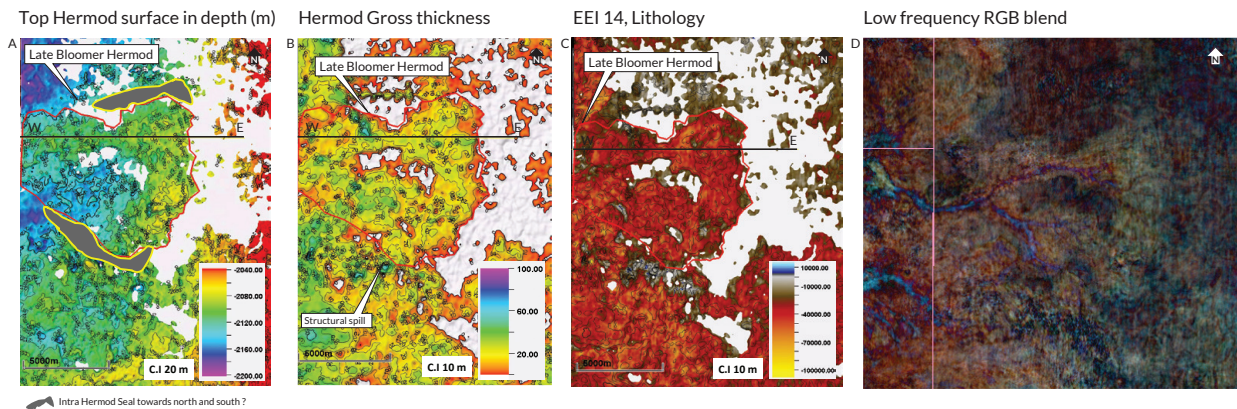 Top Hermod surface in depth (m)
Hermod Gross thickness
EEI 14, Lithology
Low frequency RGB blend
A
Late Bloomer Hermod
N
W
E
-2040.00
-2080.00
-2120.00
-2160.00
-2200.00
5000m
C.I 20 m
Intra Hermod Seal towards north and south ?
B
Late Bloomer Hermod
N
W
E
Structural spill
100.00
60.00
20.00
5000m
C.I 10 m
C
Late Bloomer Hermod
N
E
10000.00
-10000.00
-40000.00
-70000.00
-100000.00
5000m
C.I 10 m
D
N